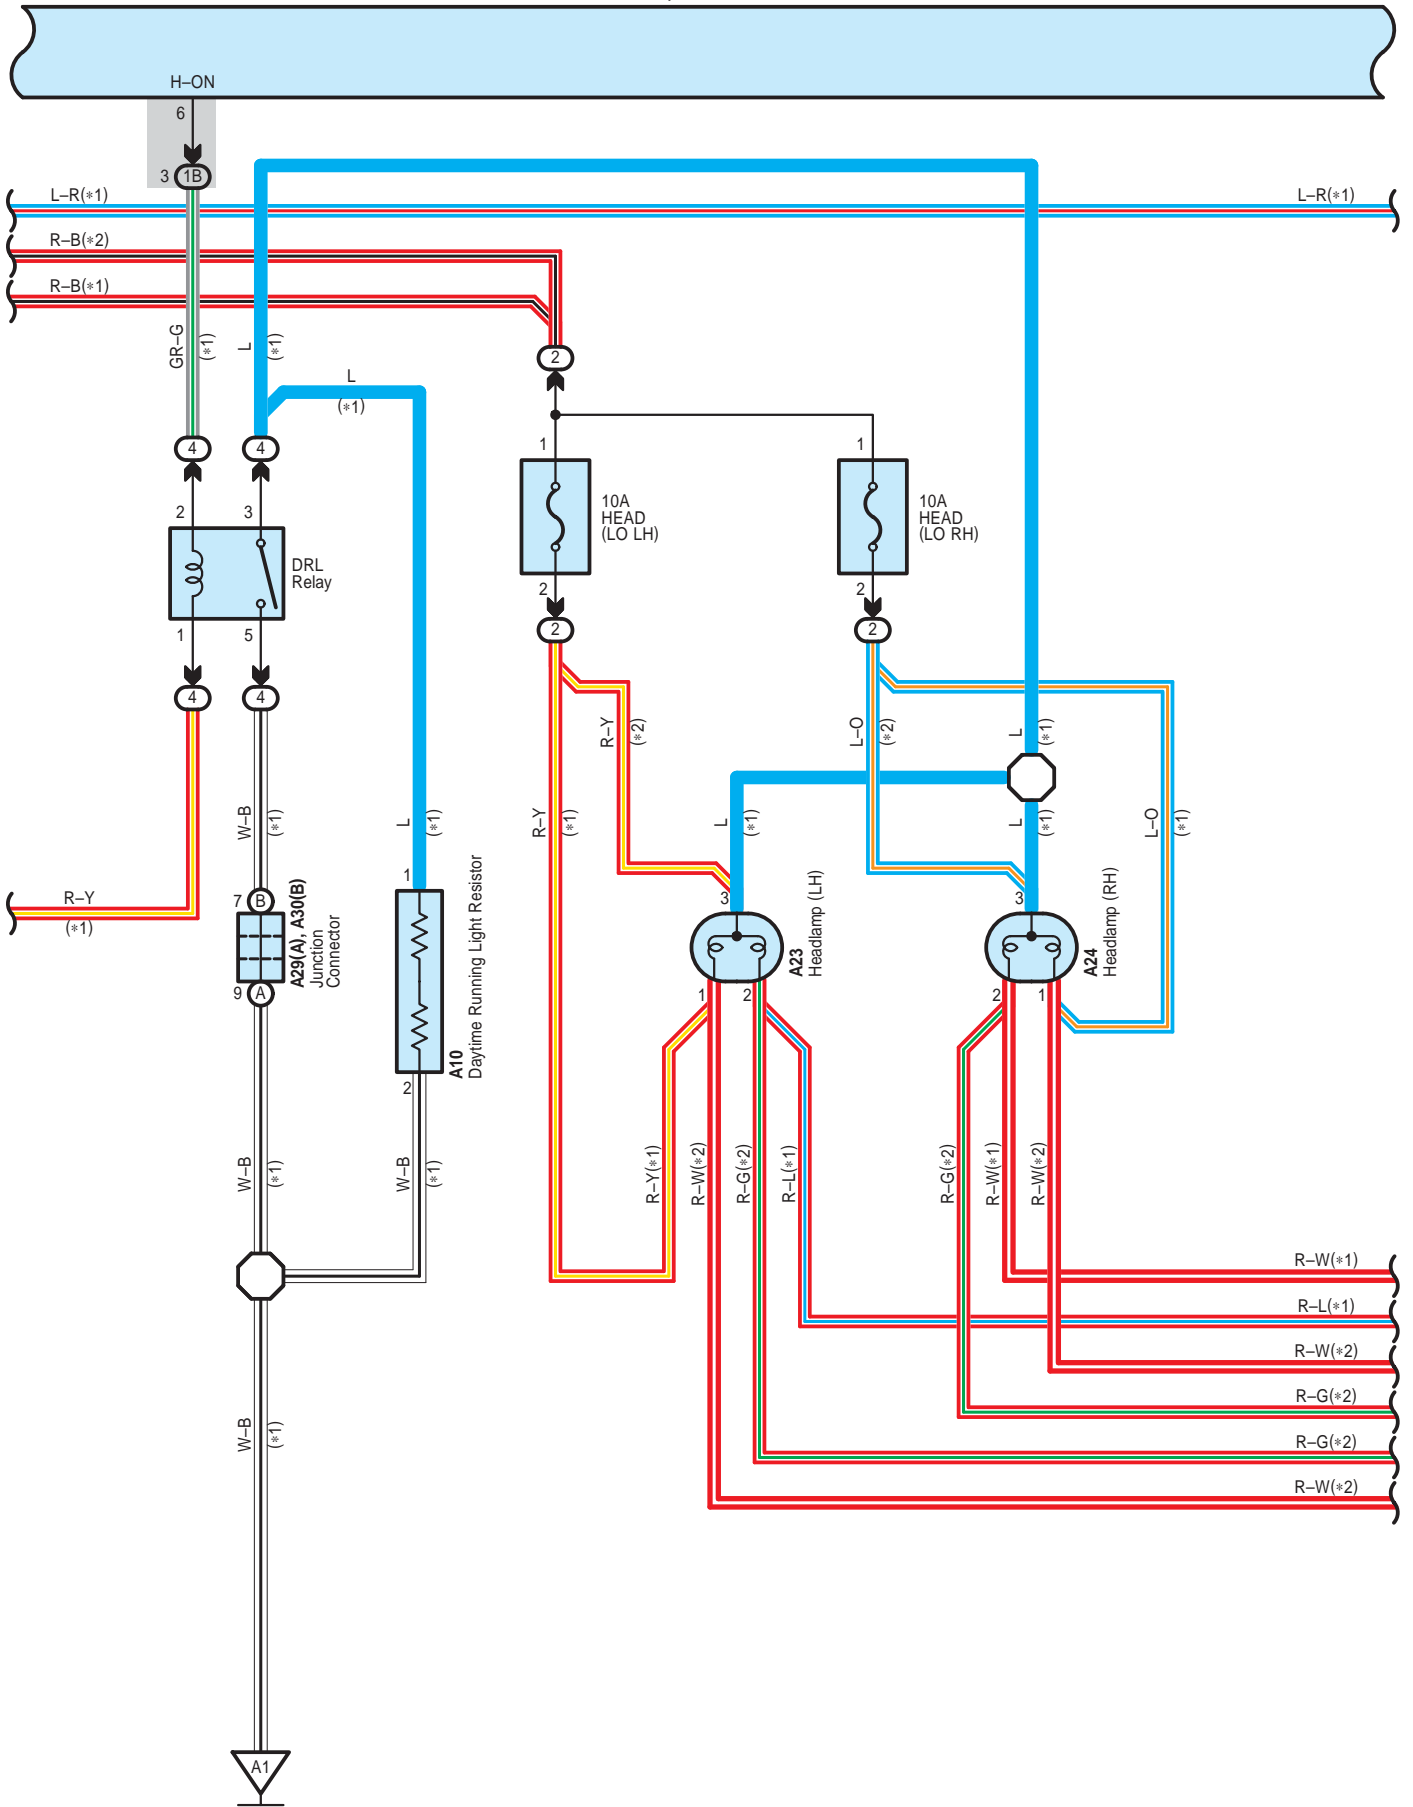 H–ON
6
3 1B
L–R(∗1)
L–R(∗1)
R–B(∗2)
R–B(∗1)
GR–G
(∗1)
L
(∗1)
L
(∗1)
2
4
4
1
1
2
3
10A
HEAD
(LO LH)
10A
HEAD
(LO RH)
DRL
Relay
2
2
1
5
2
2
4
4
R–Y
(∗2)
L–O
(∗2)
L
(∗1)
W–B
(∗1)
L
(∗1)
R–Y
(∗1)
L
(∗1)
L
(∗1)
L–O
(∗1)
R–Y
(∗1)
7 B
A29(A), A30(B)
Junction
Connector
9 A
1
A10
Daytime Running Light Resistor
2
3
A23
Headlamp (LH)
1
2
3
A24
Headlamp (RH)
2
1
W–B
(∗1)
W–B
(∗1)
R–Y(∗1)
R–W(∗2)
R–G(∗2)
R–L(∗1)
R–G(∗2)
R–W(∗1)
R–W(∗2)
R–W(∗1)
R–L(∗1)
R–W(∗2)
R–G(∗2)
R–G(∗2)
R–W(∗2)
W–B
(∗1)
A1